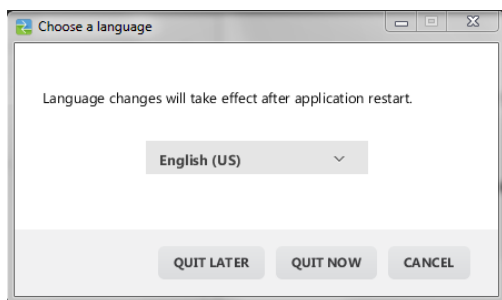 Choose a language
Language changes will take effect after application restart.
English (US)
QUIT LATER QUIT NOW CANCEL